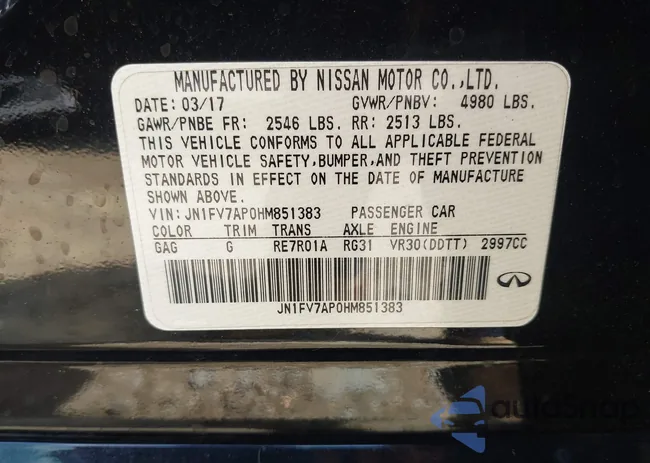 MANUFACTURED BY NISSAN MOTOR CO.,LTD.
DATE: 03/17 GVWR/PNBV: 4980 LBS.
GAWR/PNBE FR: 2546 LBS. RR: 2513 LBS.
THIS VEHICLE CONFORMS TO ALL APPLICABLE FEDERAL
MOTOR VEHICLE SAFETY,BUMPER,AND THEFT PREVENTION
STANDARDS IN EFFECT ON THE DATE OF MANUFACTURE
SHOWN ABOVE.
VIN: JN1FV7AP0HM851383 PASSENGER CAR
COLOR TRIM TRANS AXLE ENGINE
GAG G RE7R01A RG31 VR30(DDTT) 2997CC
JN1FV7AP0HM851383
autoSnap